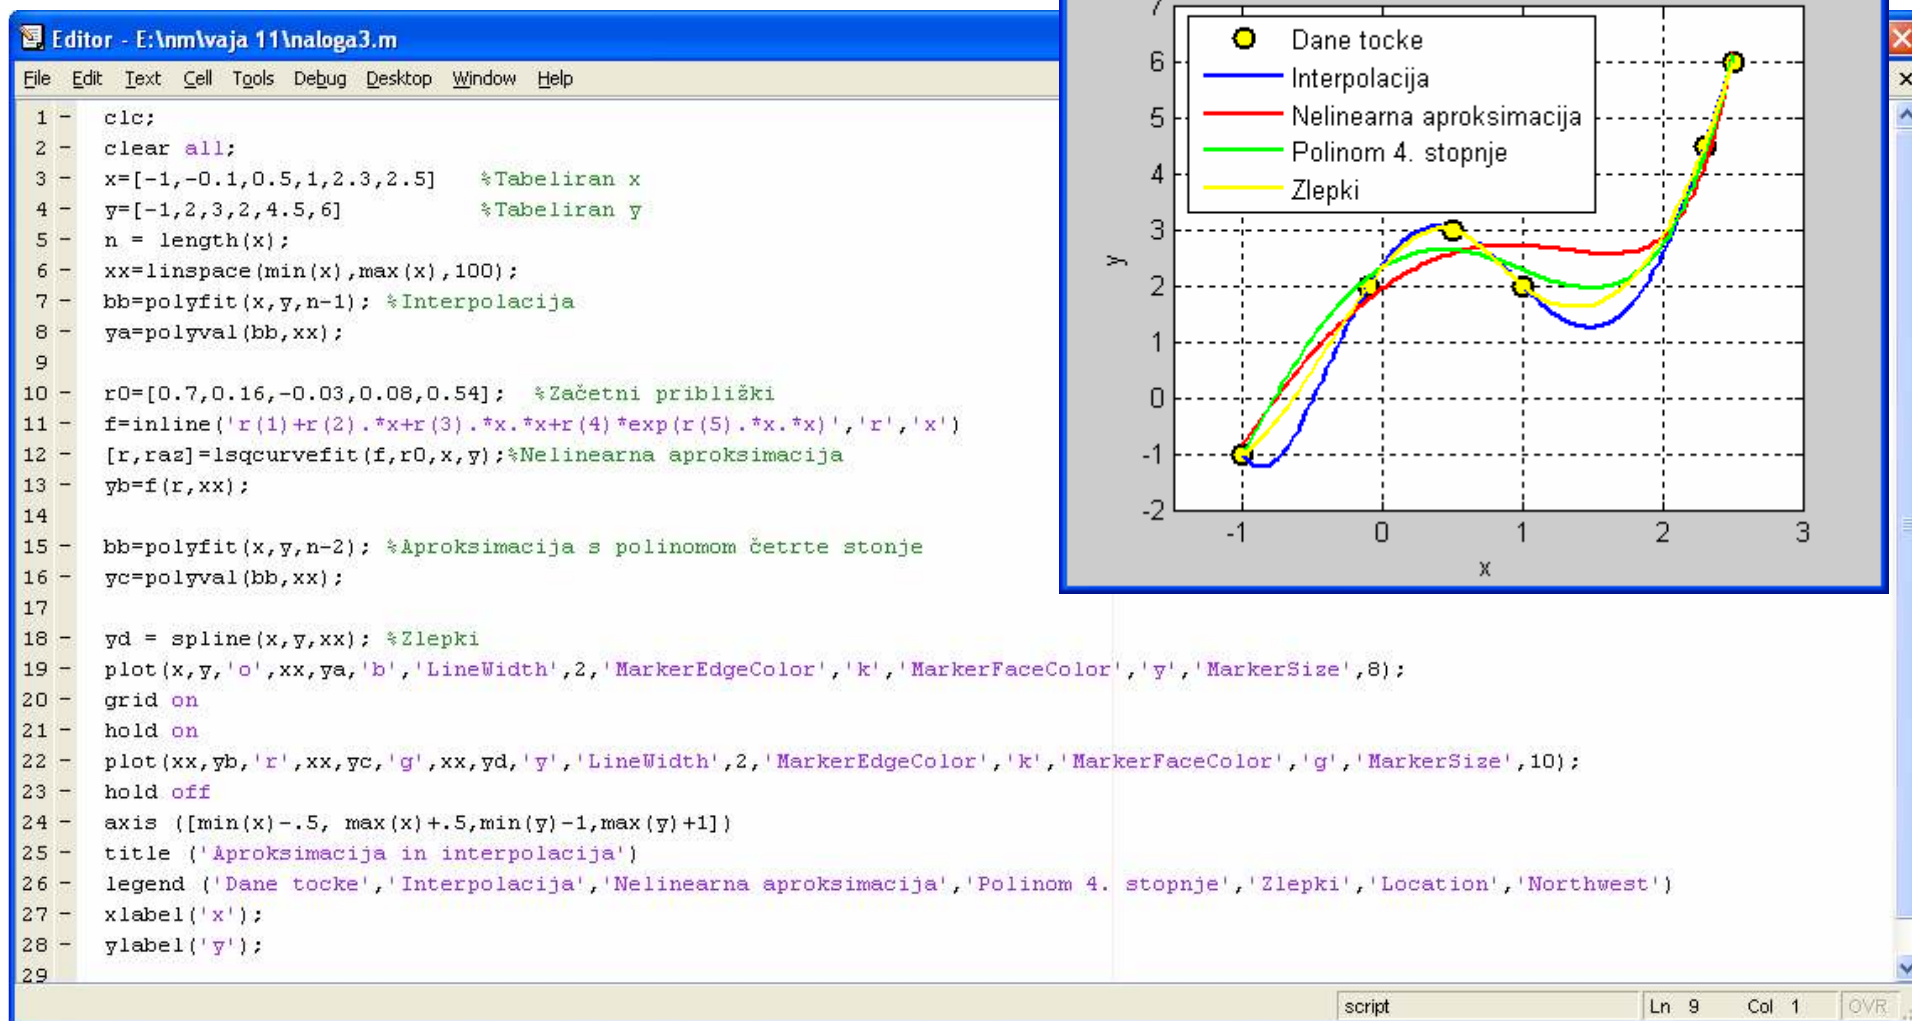 Editor - E:\nm\vaja 11\naloga3.m
File Edit Text Cell Tools Debug Desktop Window Help
1 - clc;
2 - clear all;
3 - x=[-1,-0.1,0.5,1,2.3,2.5] %Tabeliran x
4 - y=[-1,2,3,2,4.5,6] %Tabeliran y
5 - n = length(x);
6 - xx=linspace(min(x),max(x),100);
7 - bb=polyfit(x,y,n-1); %Interpolacija
8 - ya=polyval(bb,xx);
9
10 - r0=[0.7,0.16,-0.03,0.08,0.54]; %Začetni približki
11 - f=inline('r(1)+r(2).*x+r(3).*x.*x+r(4)*exp(r(5).*x.*x)','r','x')
12 - [r,raz]=lsqcurvefit(f,r0,x,y);%Nelinearna aproksimacija
13 - yb=f(r,xx);
14
15 - bb=polyfit(x,y,n-2); %Aproksimacija s polinomom četrte stonje
16 - yc=polyval(bb,xx);
17
18 - yd = spline(x,y,xx); %Zlepki
19 - plot(x,y,'o',xx,ya,'b','LineWidth',2,'MarkerEdgeColor','k','MarkerFaceColor','y','MarkerSize',8);
20 - grid on
21 - hold on
22 - plot(xx,yb,'r',xx,yc,'g',xx,yd,'y','LineWidth',2,'MarkerEdgeColor','k','MarkerFaceColor','g','MarkerSize',10);
23 - hold off
24 - axis ([min(x)-.5, max(x)+.5,min(y)-1,max(y)+1])
25 - title ('Aproksimacija in interpolacija')
26 - legend ('Dane tocke','Interpolacija','Nelinearna aproksimacija','Polinom 4. stopnje','Zlepki','Location','Northwest')
27 - xlabel('x');
28 - ylabel('y');
29
script
Ln 9 Col 1 OVR
7
6
5
4
3
2
1
0
-1
-2
y
Dane tocke
Interpolacija
Nelinearna aproksimacija
Polinom 4. stopnje
Zlepki
-1 0 1 2 3
x